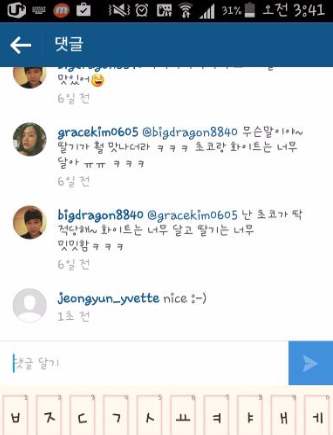 31% 오전 3:41
댓글
맛있어😅
6일 전
gracekim0605 @bigdragon8840 무슨말이야~
딸기가 훨 맛나더라 ㅋㅋㅋ 초코랑 화이트는 너무
달아 ㅠㅠ ㅋㅋㅋ
6일 전
bigdragon8840 @gracekim0605 난 초코가 딱
적당해~ 화이트는 너무 달고 딸기는 너무
밋밋함ㅋㅋㅋ
6일 전
jeongyun_yvette nice :-)
1초 전
댓글 달기
ㅂ ㅈ ㄷ ㄱ ㅅ ㅛ ㅕ ㅑ ㅐ ㅔ